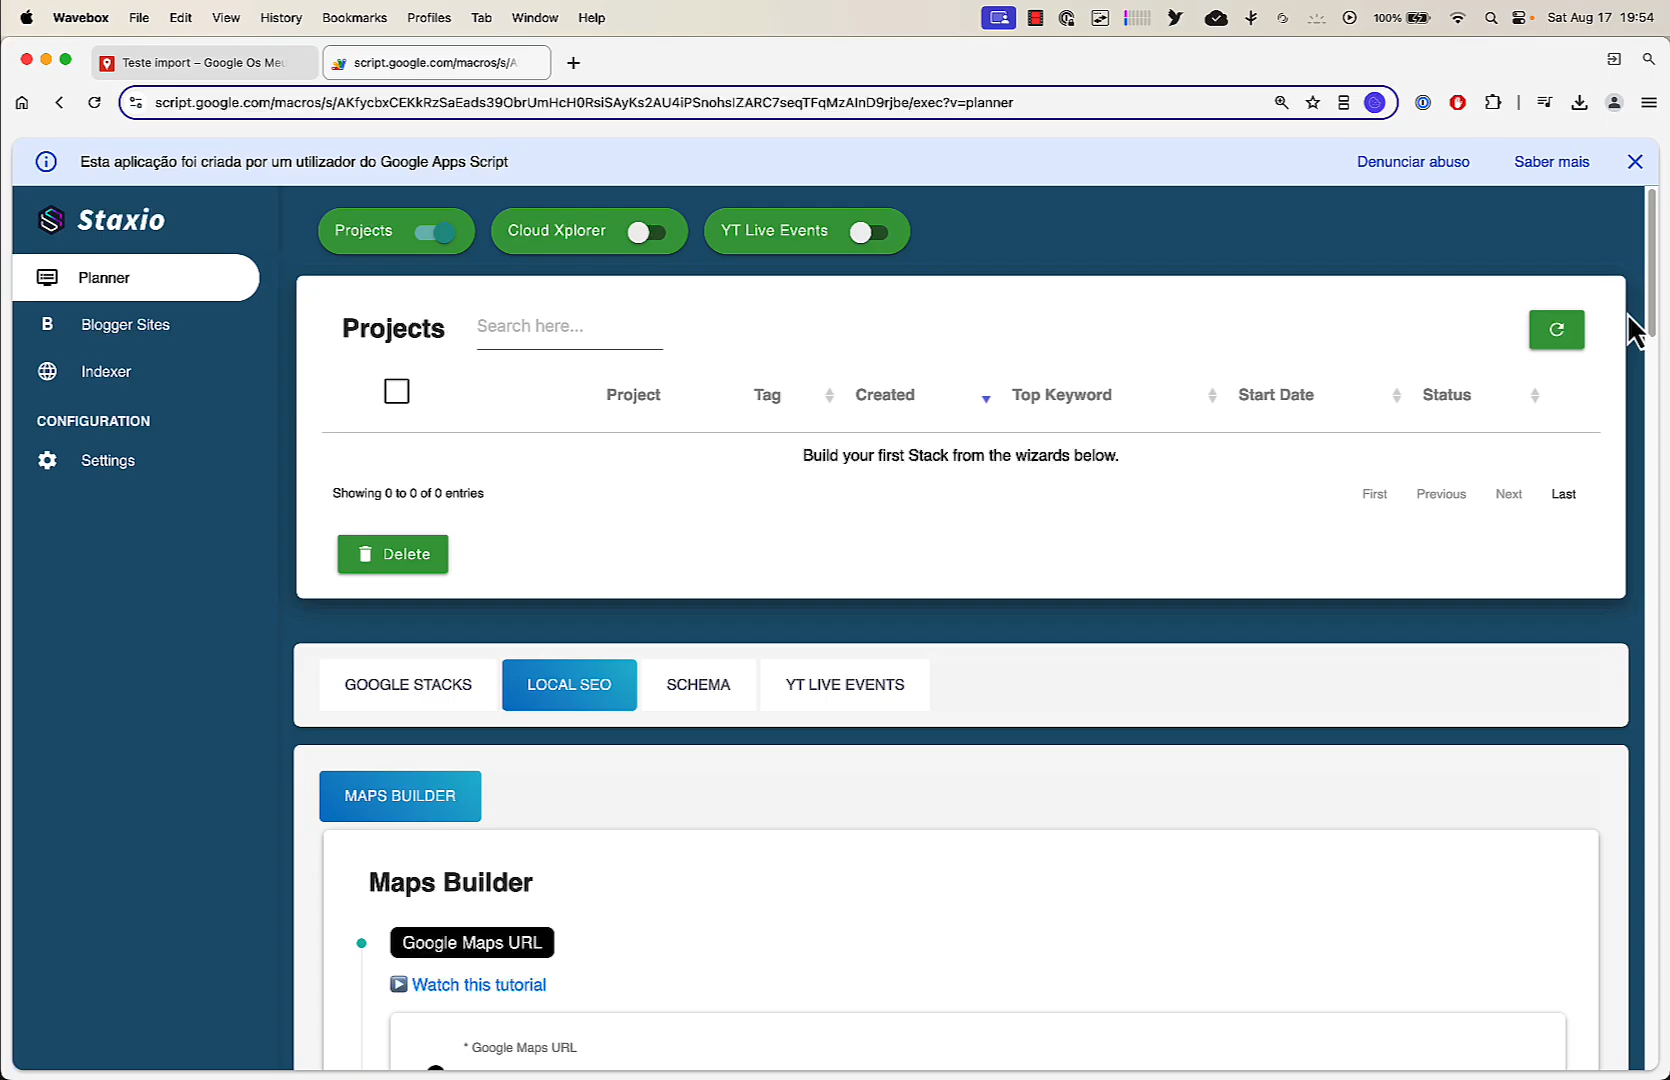 Wavebox File Edit View History Bookmarks Profiles Tab Window Help 100% Sat Aug 17 19:54
Teste import – Google Os Meu script.google.com/macros/s/A
script.google.com/macros/s/AKfycbxCEKkRzSaEads39ObrUmHcH0RsiSAyKs2AU4iPSnohsIZARC7seqTFqMzAInD9rjbe/exec?v=planner
Esta aplicação foi criada por um utilizador do Google Apps Script Denunciar abuso Saber mais
Staxio
Planner
B Blogger Sites
Indexer
CONFIGURATION
Settings
Projects Cloud Xplorer YT Live Events
Projects Search here...
Project Tag Created Top Keyword Start Date Status
Build your first Stack from the wizards below.
Showing 0 to 0 of 0 entries First Previous Next Last
Delete
GOOGLE STACKS LOCAL SEO SCHEMA YT LIVE EVENTS
MAPS BUILDER
Maps Builder
Google Maps URL
Watch this tutorial
* Google Maps URL